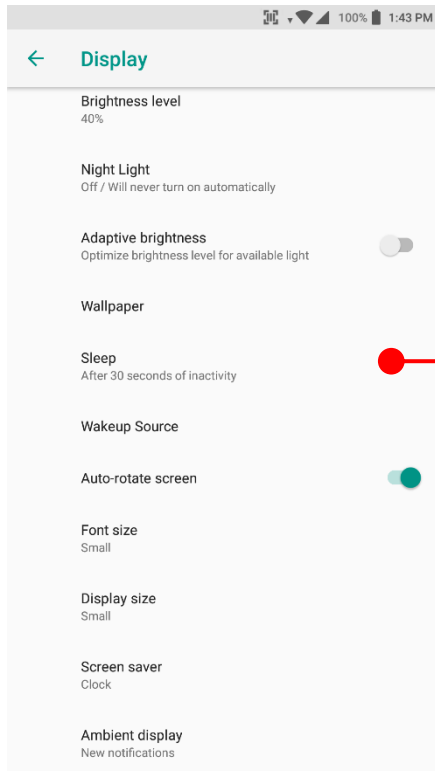 100% 1:43 PM
Display
Brightness level
40%
Night Light
Off / Will never turn on automatically
Adaptive brightness
Optimize brightness level for available light
Wallpaper
Sleep
After 30 seconds of inactivity
Wakeup Source
Auto-rotate screen
Font size
Small
Display size
Small
Screen saver
Clock
Ambient display
New notifications